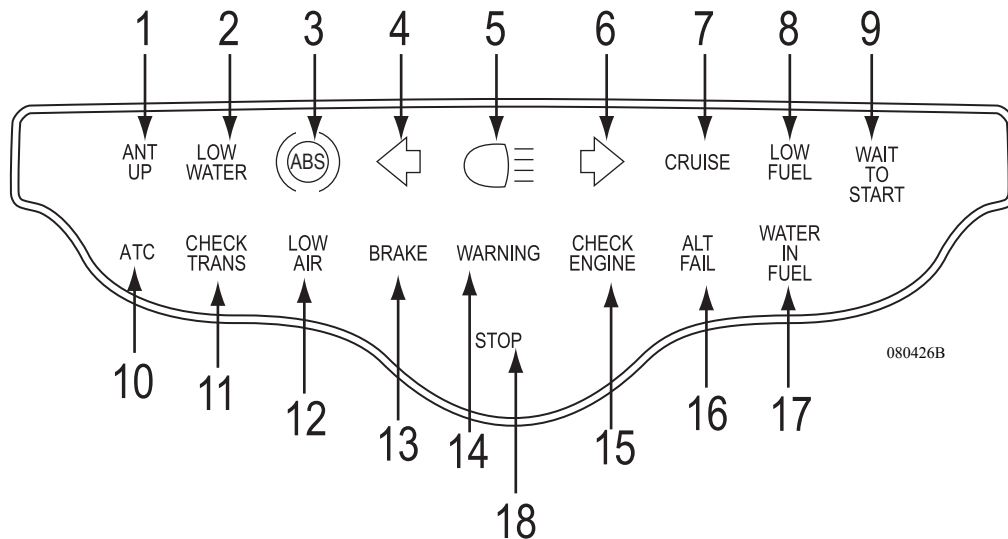 1 2 3 4 5 6 7 8 9
ANT
UP
LOW
WATER
ABS
CRUISE
LOW
FUEL
WAIT
TO
START
ATC
CHECK
TRANS
LOW
AIR
BRAKE
WARNING
CHECK
ENGINE
ALT
FAIL
WATER
IN
FUEL
STOP
080426B
10 11 12 13 14 15 16 17
18